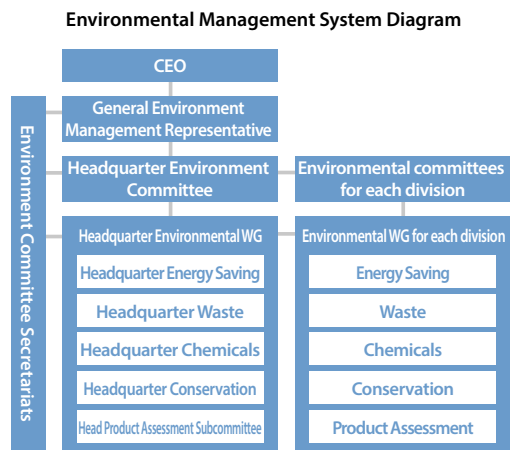 Environmental Management System Diagram
CEO
General Environment
Management Representative
Environment Committee Secretariats
Headquarter Environment
Committee
Environmental committees
for each division
Headquarter Environmental WG
Headquarter Energy Saving
Headquarter Waste
Headquarter Chemicals
Headquarter Conservation
Head Product Assessment Subcommittee
Environmental WG for each division
Energy Saving
Waste
Chemicals
Conservation
Product Assessment